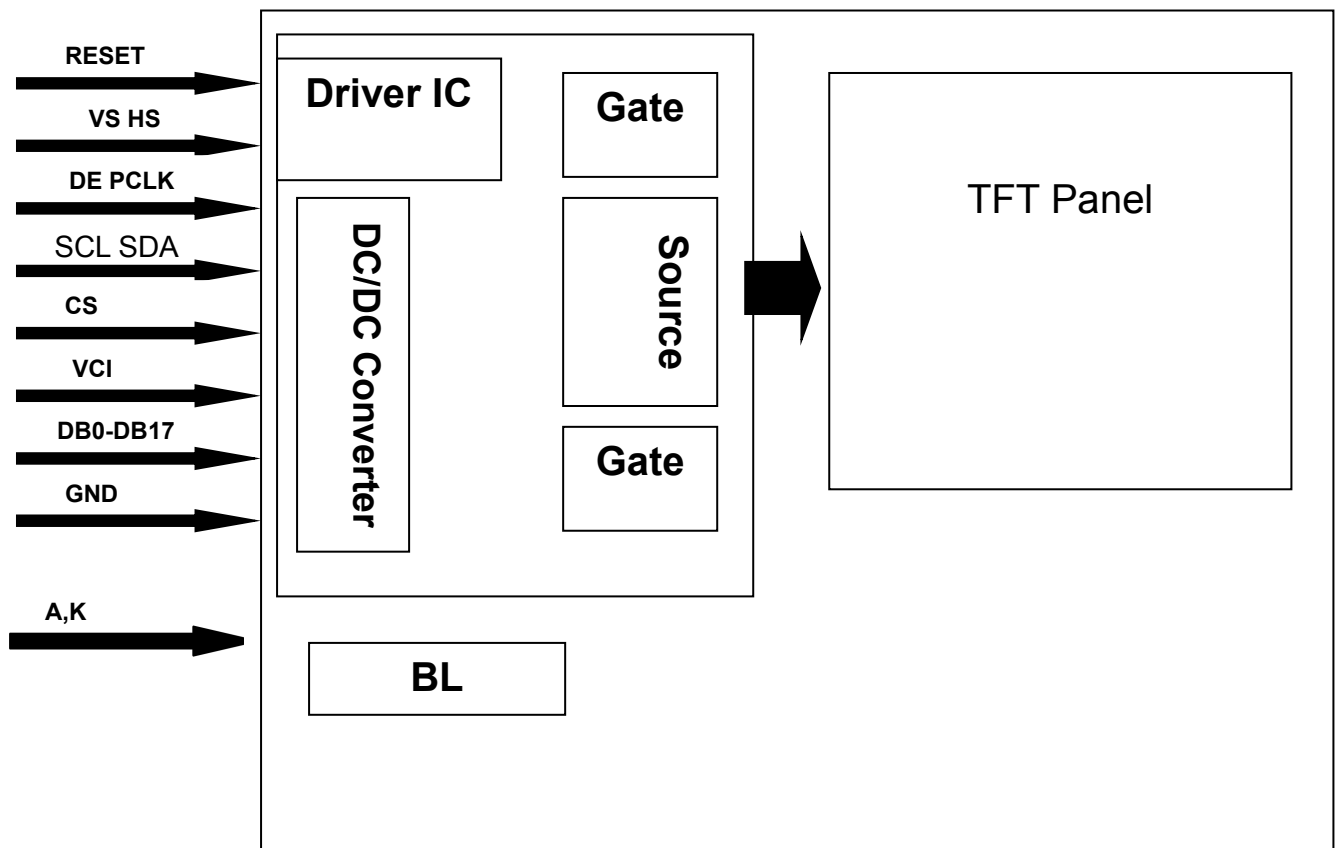 RESET
VS HS
DE PCLK
SCL SDA
CS
VCI
DB0-DB17
GND
A,K
Driver IC
DC/DC Converter
Gate
Source
Gate
BL
TFT Panel